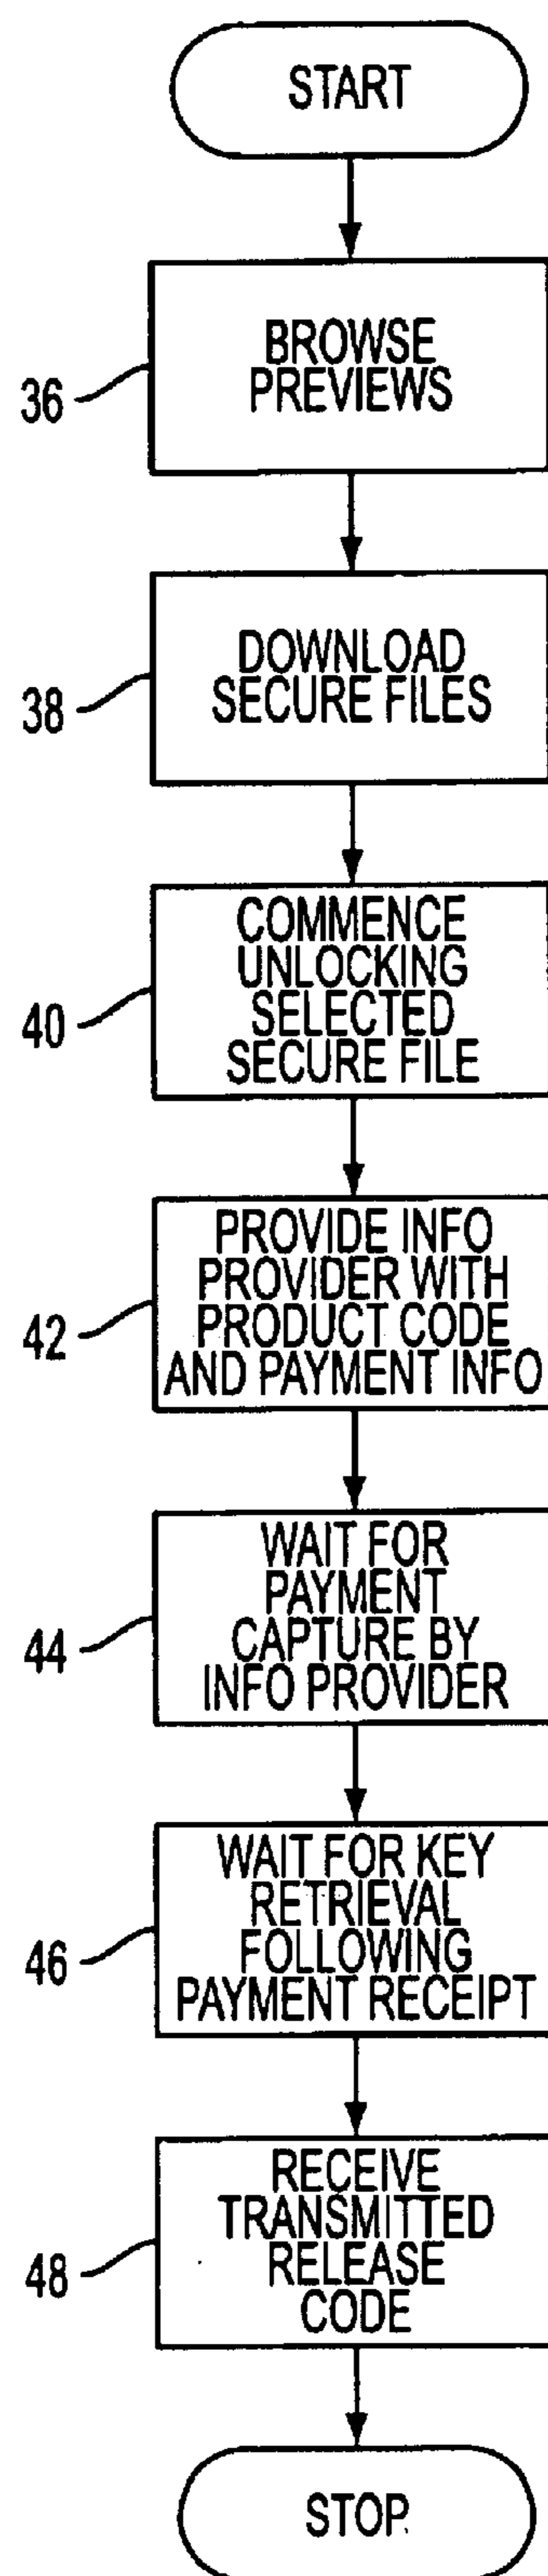 START
BROWSE
PREVIEWS
36
DOWNLOAD
SECURE FILES
38
COMMENCE
UNLOCKING
SELECTED
SECURE FILE
40
PROVIDE INFO
PROVIDER WITH
PRODUCT CODE
AND PAYMENT INFO
42
WAIT FOR
PAYMENT
CAPTURE BY
INFO PROVIDER
44
WAIT FOR KEY
RETRIEVAL
FOLLOWING
PAYMENT RECEIPT
46
RECEIVE
TRANSMITTED
RELEASE
CODE
48
STOP